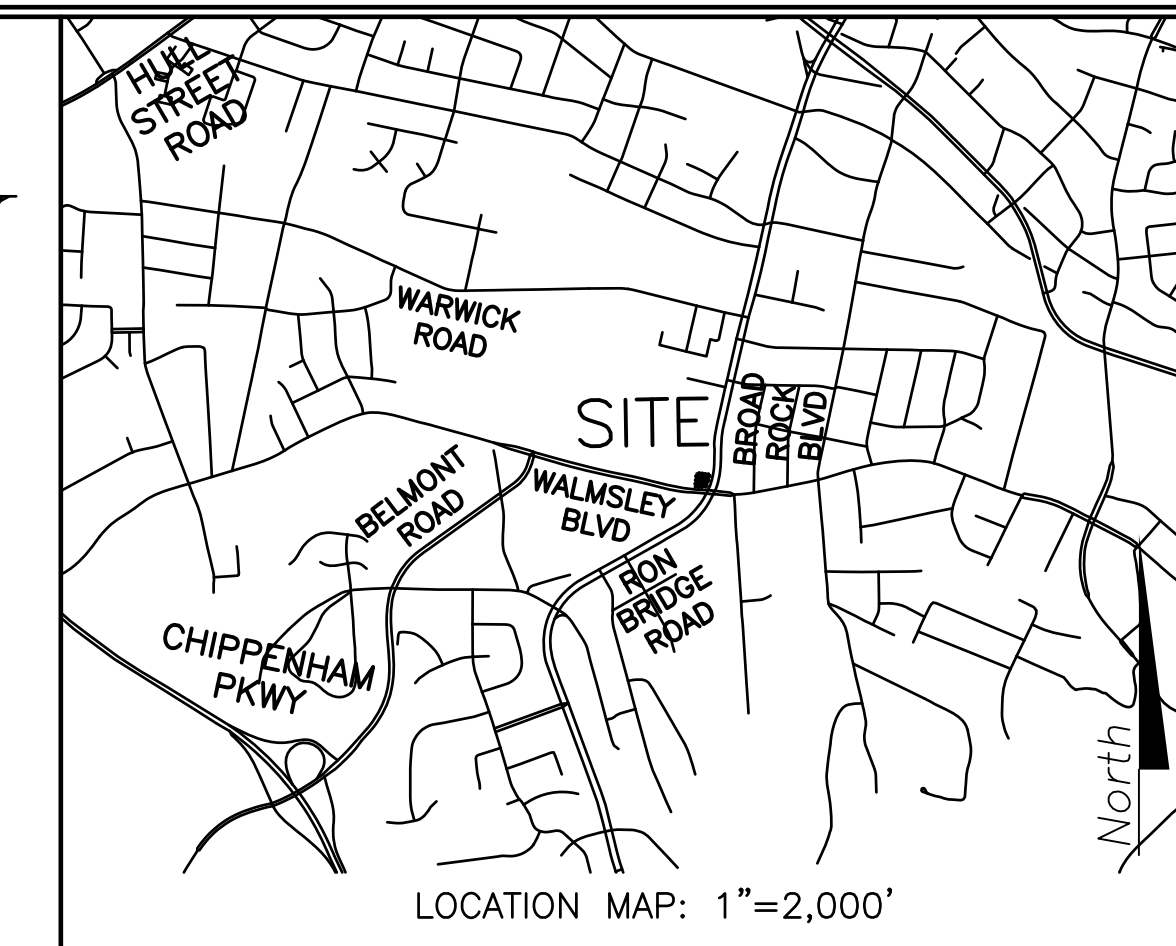 HULL
STREET
ROAD
WARWICK
ROAD
SITE
BROAD
ROCK
BLVD
BELMONT
ROAD
WALMSLEY
BLVD
RON
BRIDGE
ROAD
CHIPPENHAM
PKWY
North
LOCATION MAP: 1"=2,000'